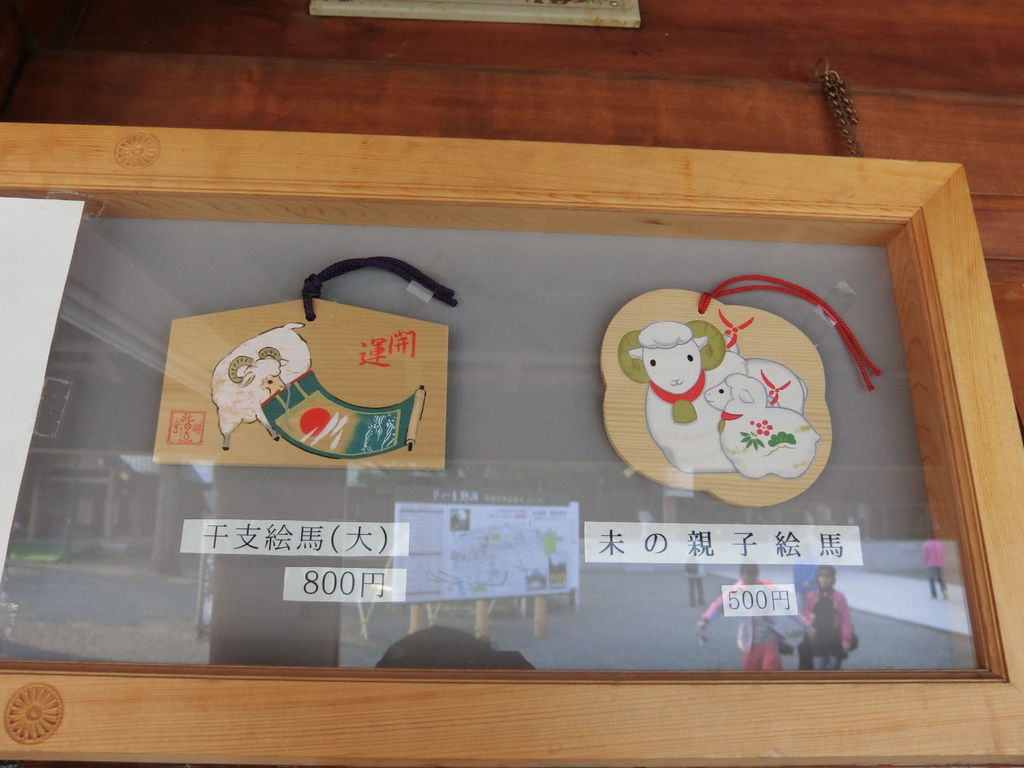 開運
干支絵馬(大)
800円
未の親子絵馬
500円